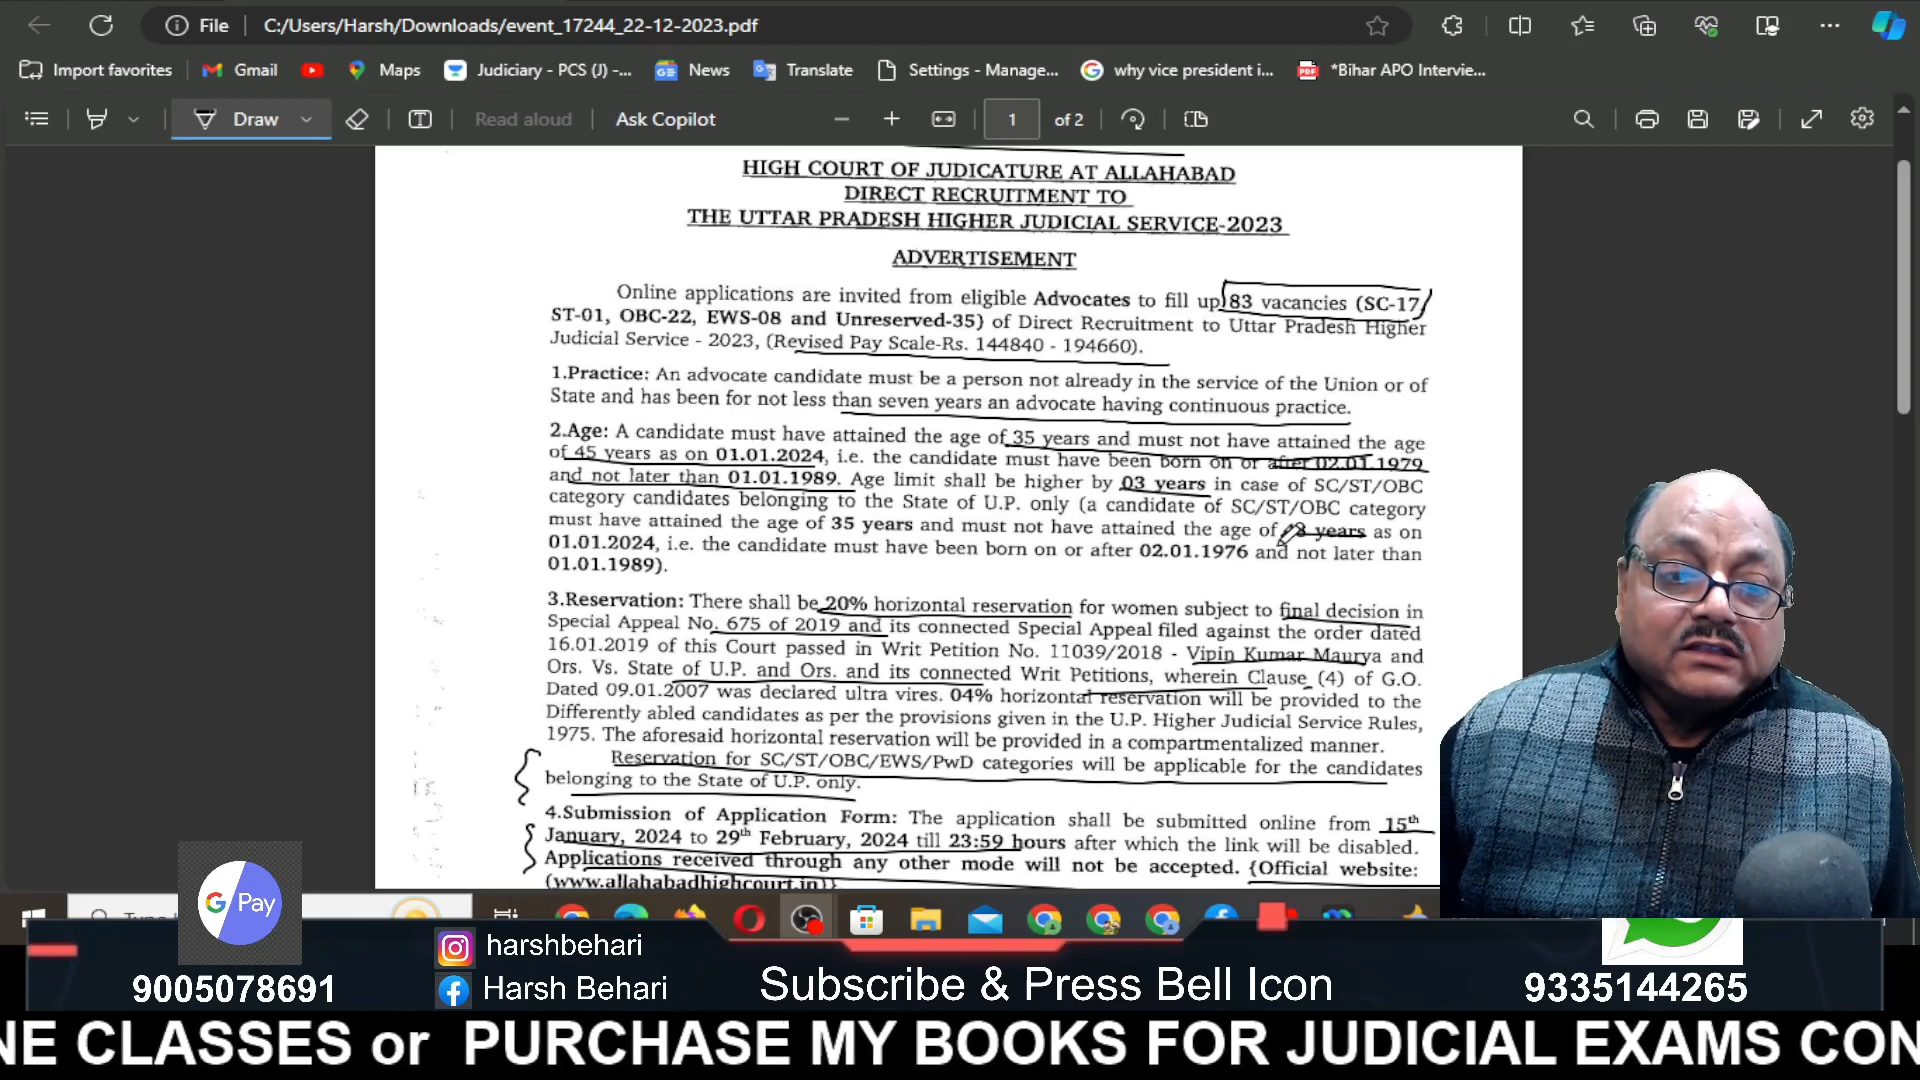 File C:/Users/Harsh/Downloads/event_17244_22-12-2023.pdf
Import favorites Gmail Maps Judiciary - PCS (J) -... News Translate Settings - Manage... why vice president i... *Bihar APO Intervie...
Draw Read aloud Ask Copilot 1 of 2
HIGH COURT OF JUDICATURE AT ALLAHABAD
DIRECT RECRUITMENT TO
THE UTTAR PRADESH HIGHER JUDICIAL SERVICE-2023
ADVERTISEMENT
Online applications are invited from eligible Advocates to fill up 83 vacancies (SC-17
ST-01, OBC-22, EWS-08 and Unreserved-35) of Direct Recruitment to Uttar Pradesh Higher
Judicial Service - 2023, (Revised Pay Scale-Rs. 144840 - 194660).
1.Practice: An advocate candidate must be a person not already in the service of the Union or of
State and has been for not less than seven years an advocate having continuous practice.
2.Age: A candidate must have attained the age of 35 years and must not have attained the age
of 45 years as on 01.01.2024, i.e. the candidate must have been born on or after 02.01.1979
and not later than 01.01.1989. Age limit shall be higher by 03 years in case of SC/ST/OBC
category candidates belonging to the State of U.P. only (a candidate of SC/ST/OBC category
must have attained the age of 35 years and must not have attained the age of years as on
01.01.2024, i.e. the candidate must have been born on or after 02.01.1976 and not later than
01.01.1989).
3.Reservation: There shall be 20% horizontal reservation for women subject to final decision in
Special Appeal No. 675 of 2019 and its connected Special Appeal filed against the order dated
16.01.2019 of this Court passed in Writ Petition No. 11039/2018 - Vipin Kumar Maurya and
Ors. Vs. State of U.P. and Ors. and its connected Writ Petitions, wherein Clause (4) of G.O.
Dated 09.01.2007 was declared ultra vires. 04% horizontal reservation will be provided to the
Differently abled candidates as per the provisions given in the U.P. Higher Judicial Service Rules,
1975. The aforesaid horizontal reservation will be provided in a compartmentalized manner.
Reservation for SC/ST/OBC/EWS/PwD categories will be applicable for the candidates
belonging to the State of U.P. only.
4.Submission of Application Form: The application shall be submitted online from 15th
January, 2024 to 29th February, 2024 till 23:59 hours after which the link will be disabled.
Applications received through any other mode will not be accepted. {Official website:
(www.allahabadhighcourt.in)}
G Pay
9005078691
harshbehari
Harsh Behari
Subscribe & Press Bell Icon
9335144265
NE CLASSES or PURCHASE MY BOOKS FOR JUDICIAL EXAMS CON